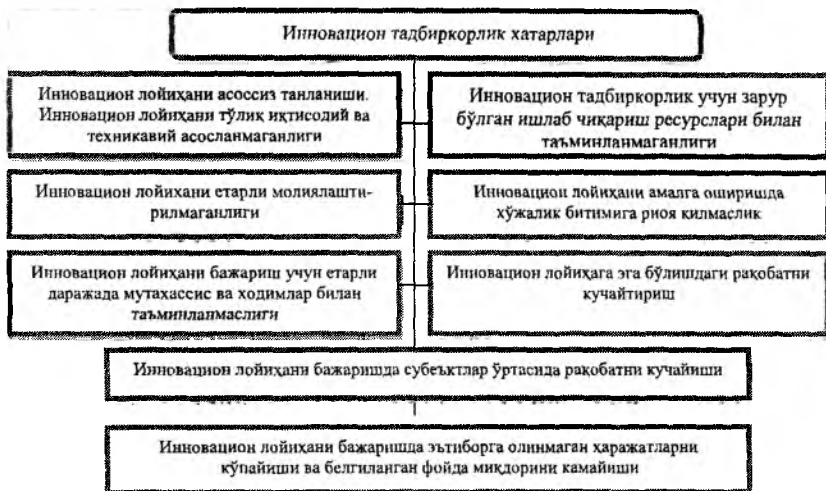 Инновацион тадбиркорлик хатарлари
Инновацион лойиҳани асоссиз танланиши.
Инновацион лойиҳани тўлиқ иқтисодий ва
техникавий асосланмаганлиги
Инновацион тадбиркорлик учун зарур
бўлган ишлаб чиқариш ресурслари билан
таъминланмаганлиги
Инновацион лойихани етарли молиялашти-
рилмаганлиги
Инновацион лойиҳани амалга оширишда
хўжалик битимига риоя қилмаслик
Инновацион лойиҳани бажариш учун етарли
даражада мутахассис ва ходимлар билан
таъминланмаслиги
Инновацион лойиҳага эга бўлишдаги рақобатни
кучайтириш
Инновацион лойиҳани бажаришда субеъктлар ўртасида рақобатни кучайиши
Инновацион лойиҳани бажаришда эътиборга олинмаган ҳаражатларни
кўпайиши ва белгиланган фойда миқдорини камайиши